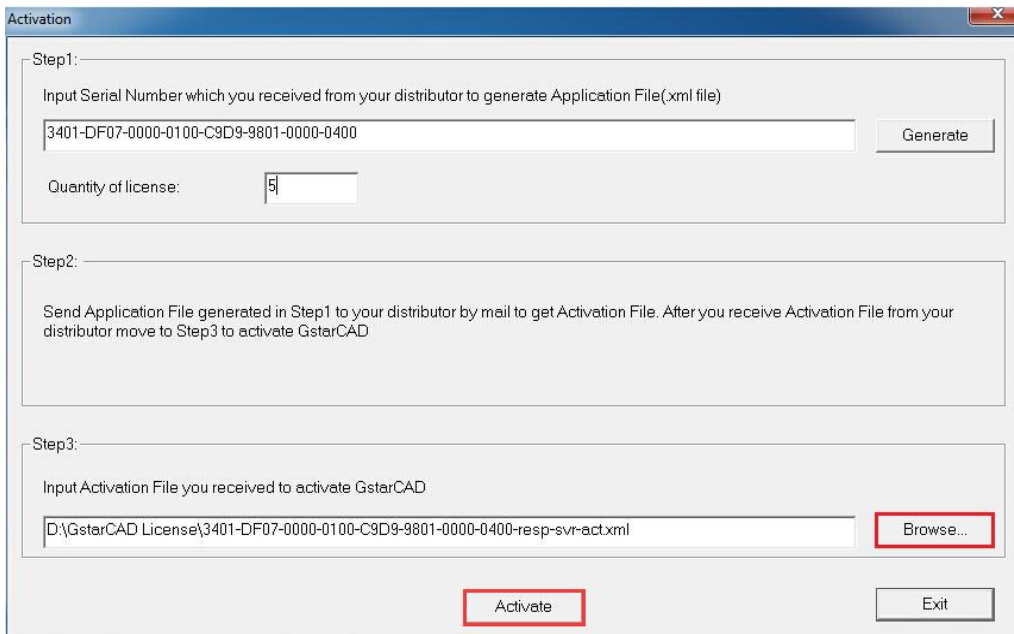 Activation
Step1:
Input Serial Number which you received from your distributor to generate Application File(.xml file)
3401-DF07-0000-0100-C9D9-9801-0000-0400
Generate
Quantity of license:
5
Step2:
Send Application File generated in Step1 to your distributor by mail to get Activation File. After you receive Activation File from your
distributor move to Step3 to activate GstarCAD
Step3:
Input Activation File you received to activate GstarCAD
D:\GstarCAD License\3401-DF07-0000-0100-C9D9-9801-0000-0400-resp-svr-act.xml
Browse...
Activate
Exit